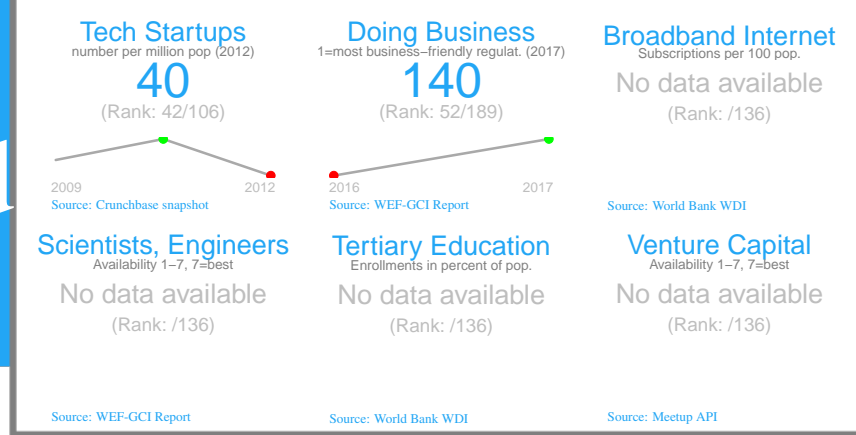 Tech Startups
number per million pop (2012)
40
(Rank: 42/106)
2009
2012
Source: Crunchbase snapshot
Doing Business
1=most business−friendly regulat. (2017)
140
(Rank: 52/189)
2016
2017
Source: WEF-GCI Report
Broadband Internet
Subscriptions per 100 pop.
No data available
(Rank: /136)
Source: World Bank WDI
Scientists, Engineers
Availability 1−7, 7=best
No data available
(Rank: /136)
Source: WEF-GCI Report
Tertiary Education
Enrollments in percent of pop.
No data available
(Rank: /136)
Source: World Bank WDI
Venture Capital
Availability 1−7, 7=best
No data available
(Rank: /136)
Source: Meetup API